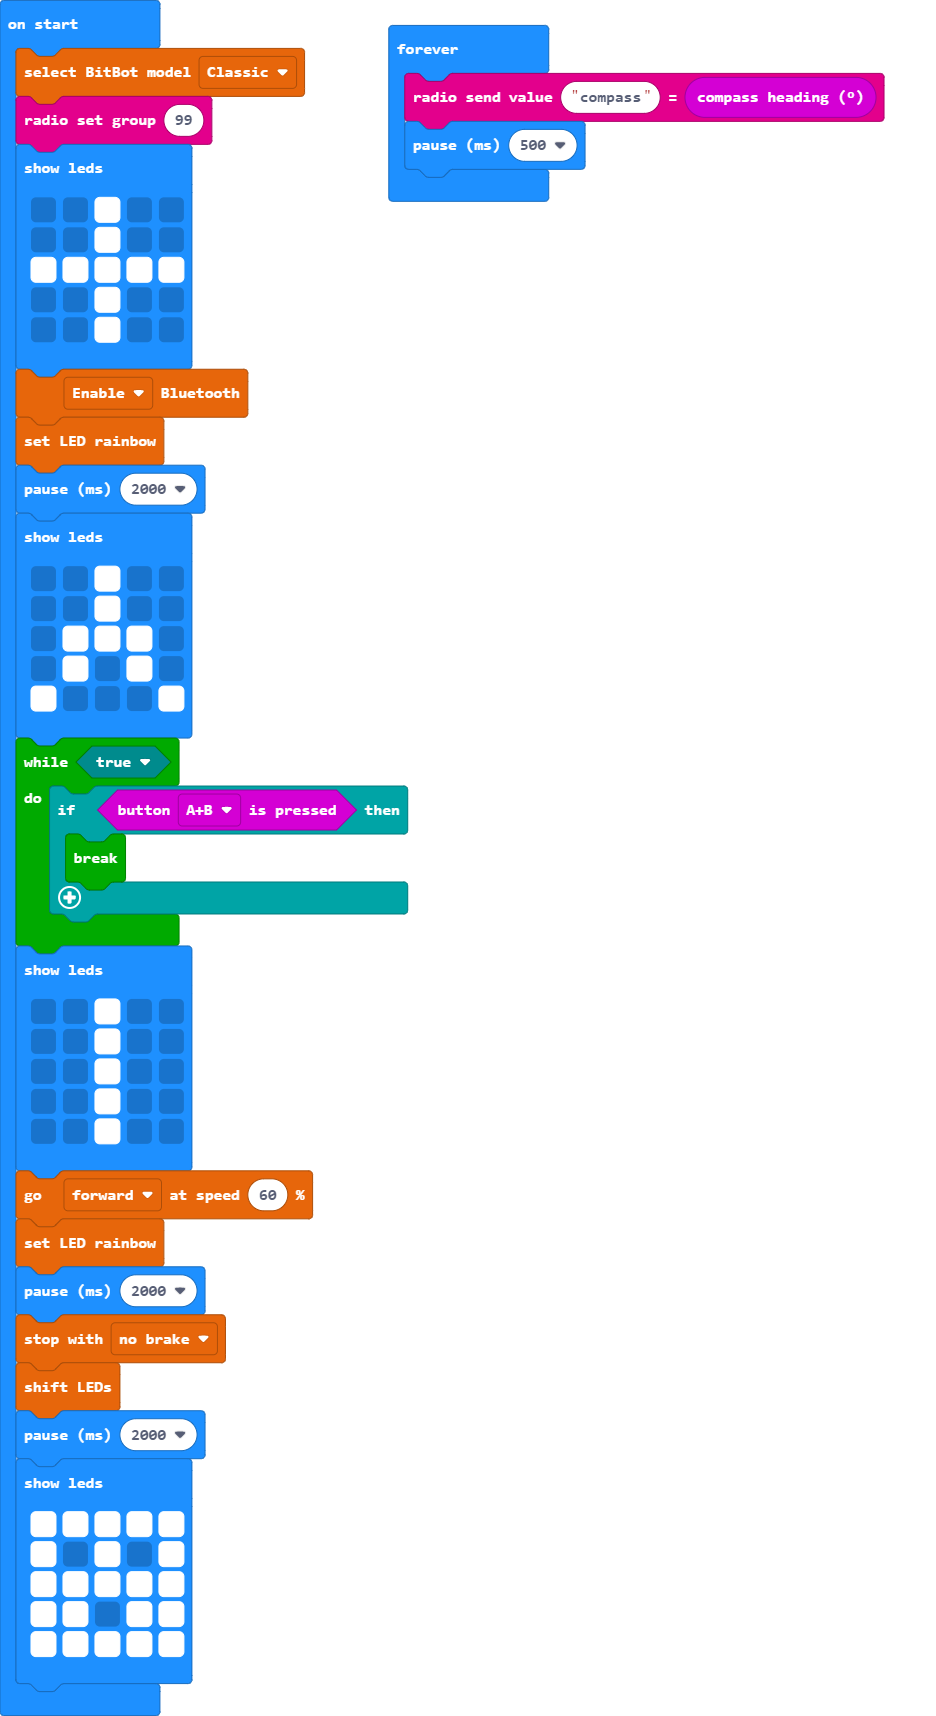 on start
select BitBot model Classic
radio set group 99
show leds
Enable Bluetooth
set LED rainbow
pause (ms) 2000
show leds
while true
do if button A+B is pressed then
break
show leds
go forward at speed 60 %
set LED rainbow
pause (ms) 2000
stop with no brake
shift LEDs
pause (ms) 2000
show leds
forever
radio send value "compass" = compass heading (º)
pause (ms) 500